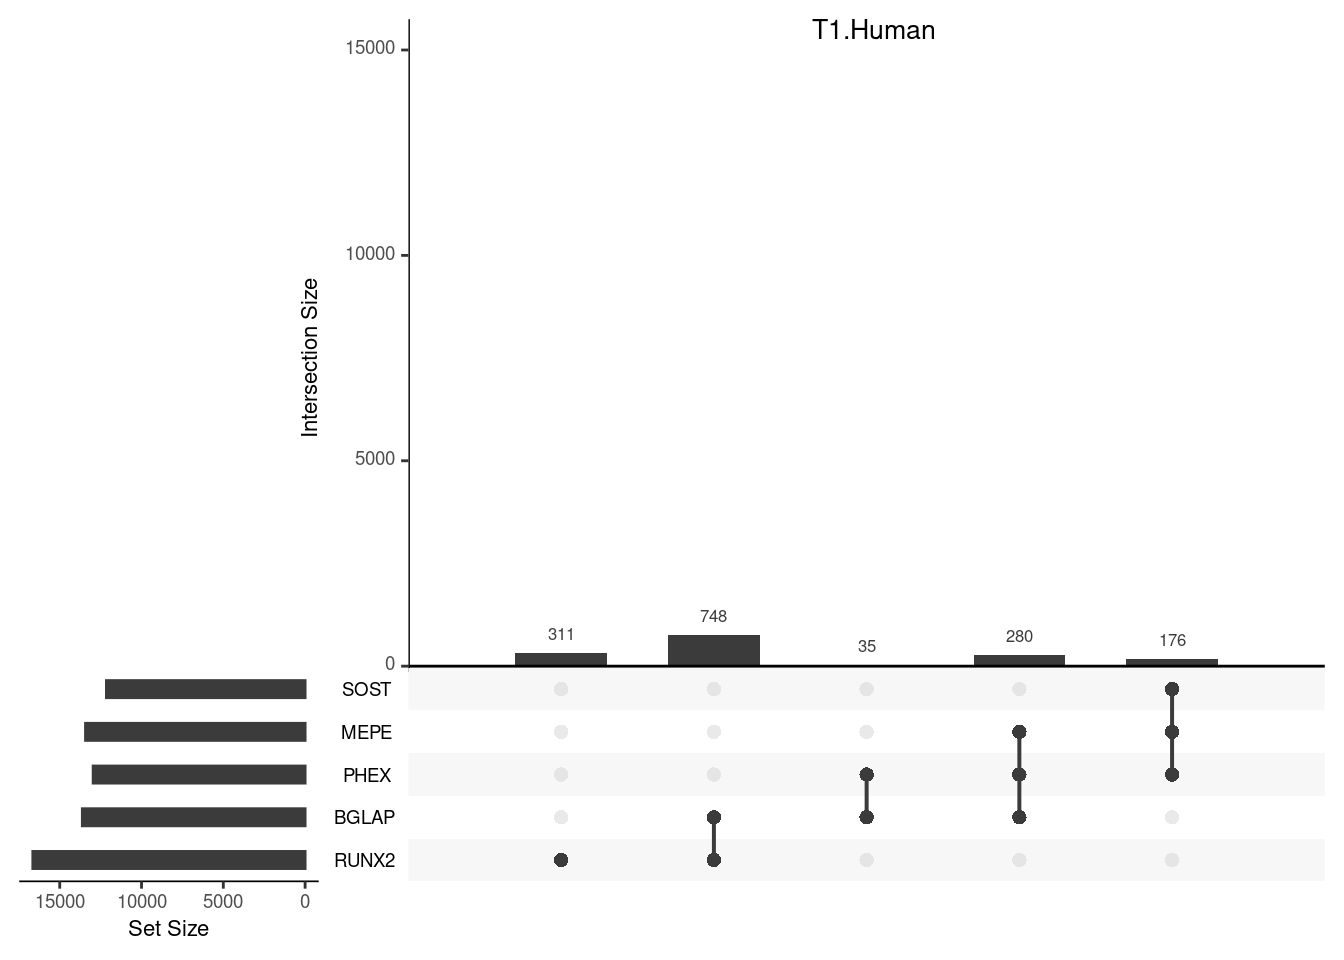 T1.Human
15000
10000
5000
0
Intersection Size
311
748
35
280
176
SOST
MEPE
PHEX
BGLAP
RUNX2
15000 10000 5000 0
Set Size